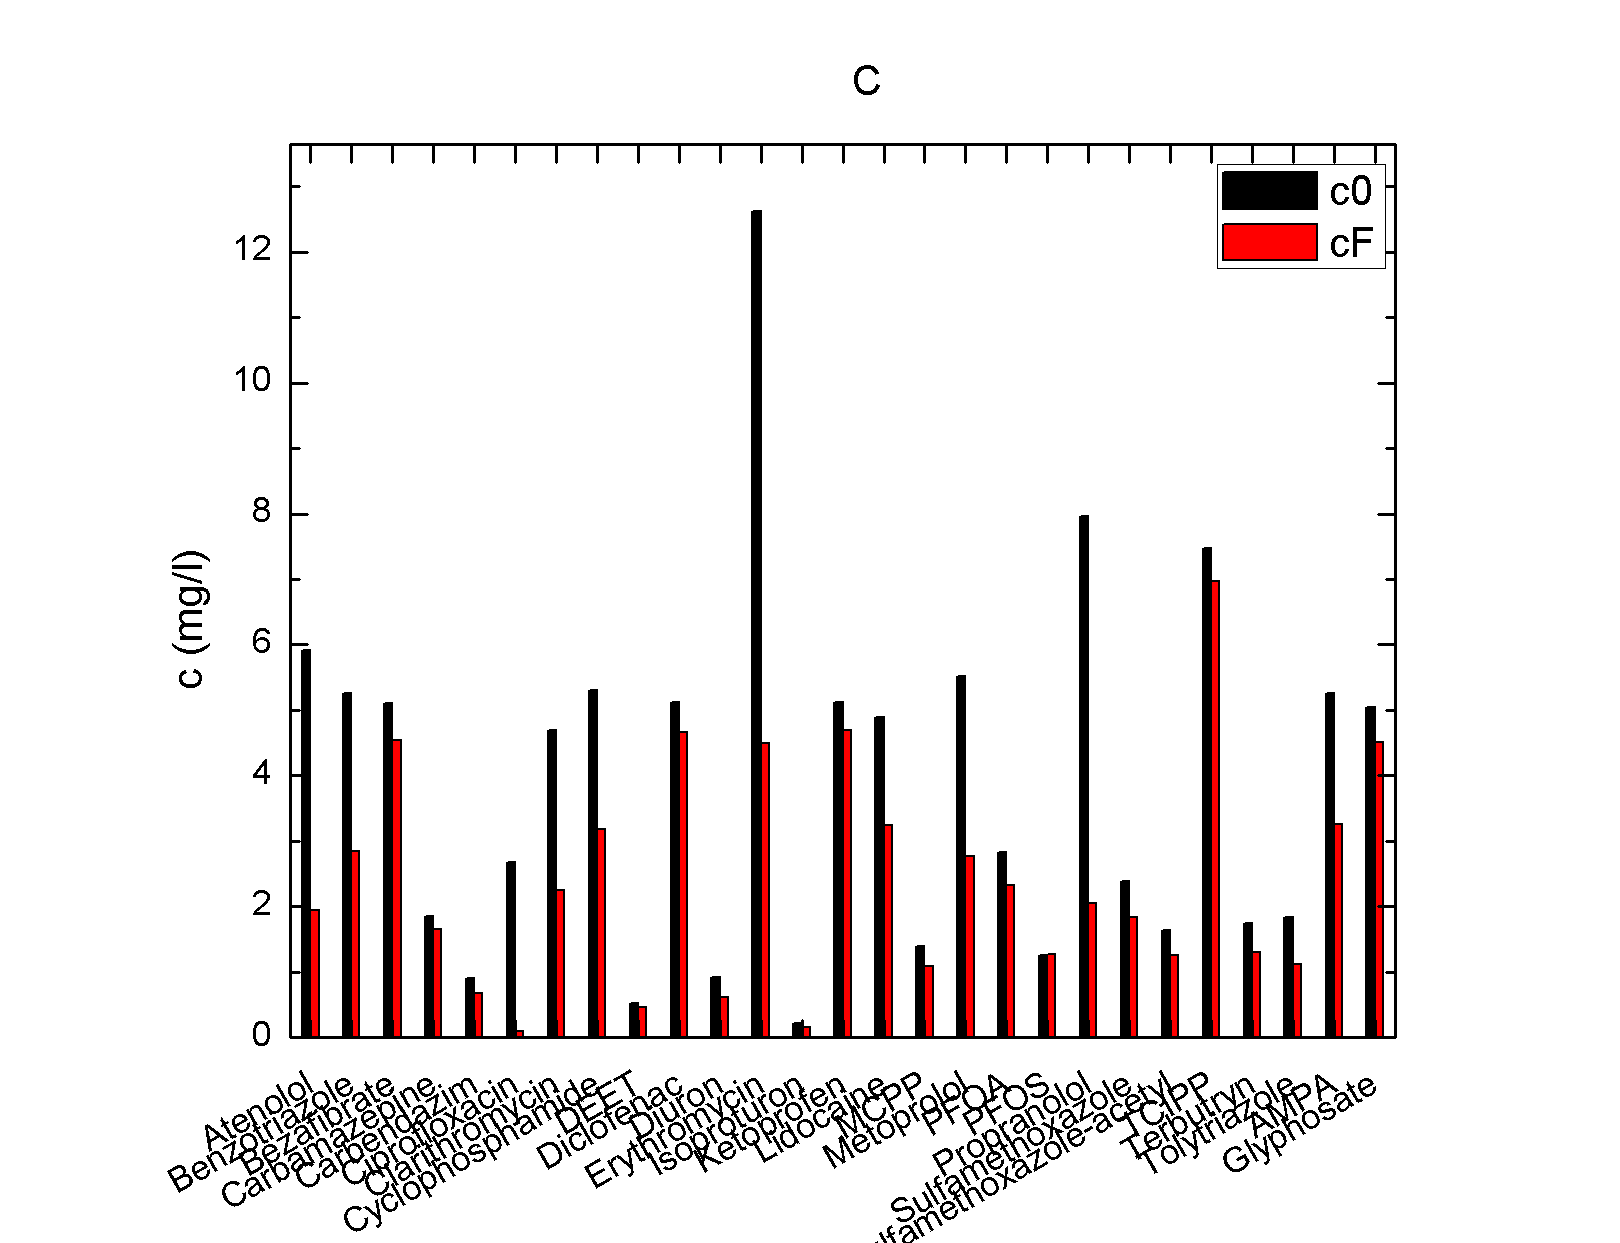 C
c0
cF
12
10
8
6
4
2
0
c (mg/l)
Atenolol
Benzotriazole
Bezafibrate
Carbamazepine
Carbendazim
Ciprofloxacin
Clarithromycin
Cyclophosphamide
DEET
Diclofenac
Diuron
Erythromycin
Isoproturon
Ketoprofen
Lidocaine
MCPP
Metoprolol
PFOA
PFOS
Propranolol
Sulfamethoxazole
lfamethoxazole-acetyl
TCIPP
Terbutryn
Tolytriazole
AMPA
Glyphosate